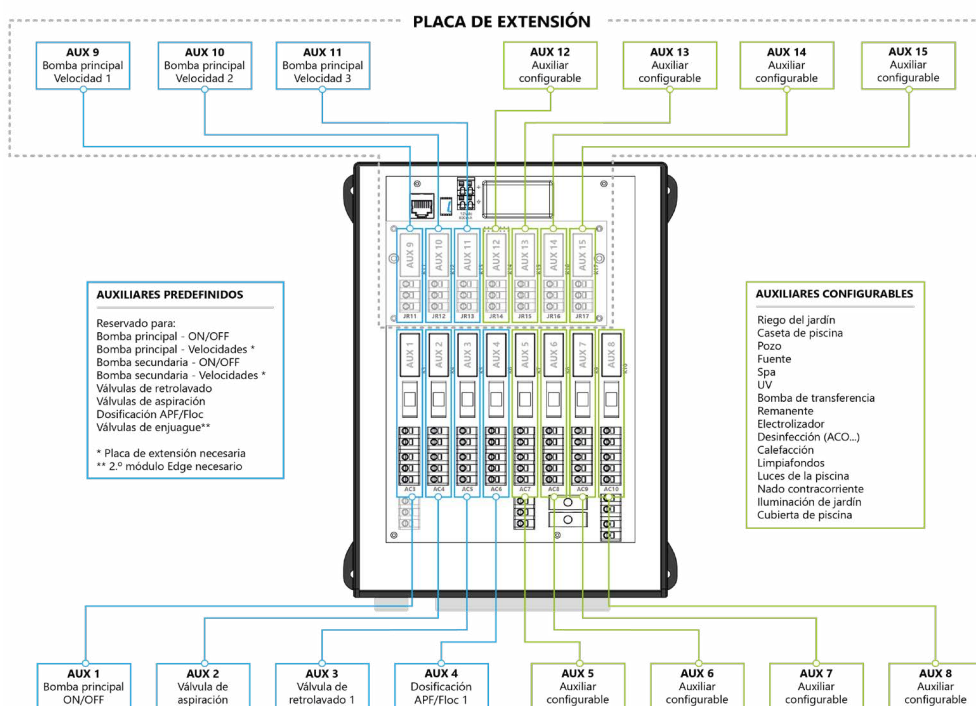 PLACA DE EXTENSIÓN
AUX 9
Bomba principal
Velocidad 1
AUX 10
Bomba principal
Velocidad 2
AUX 11
Bomba principal
Velocidad 3
AUX 12
Auxiliar
configurable
AUX 13
Auxiliar
configurable
AUX 14
Auxiliar
configurable
AUX 15
Auxiliar
configurable
AUX 9
AUX 10
AUX 11
AUX 12
AUX 13
AUX 14
AUX 15
JR11
JR12
JR13
JR14
JR15
JR16
JR17
AUXILIARES PREDEFINIDOS
Reservado para:
Bomba principal - ON/OFF
Bomba principal - Velocidades *
Bomba secundaria - ON/OFF
Bomba secundaria - Velocidades *
Válvulas de retrolavado
Válvulas de aspiración
Dosificación APF/Floc
Válvulas de enjuague**
* Placa de extensión necesaria
** 2.º módulo Edge necesario
AUX 1
AUX 2
AUX 3
AUX 4
AUX 5
AUX 6
AUX 7
AUX 8
AC3
AC4
AC5
AC6
AC7
AC8
AC9
AC10
AUXILIARES CONFIGURABLES
Riego del jardín
Caseta de piscina
Pozo
Fuente
Spa
UV
Bomba de transferencia
Remanente
Electrolizador
Desinfección (ACO...)
Calefacción
Limpiafondos
Luces de la piscina
Nado contracorriente
Iluminación de jardín
Cubierta de piscina
AUX 1
Bomba principal
ON/OFF
AUX 2
Válvula de
aspiración
AUX 3
Válvula de
retrolavado 1
AUX 4
Dosificación
APF/Floc 1
AUX 5
Auxiliar
configurable
AUX 6
Auxiliar
configurable
AUX 7
Auxiliar
configurable
AUX 8
Auxiliar
configurable